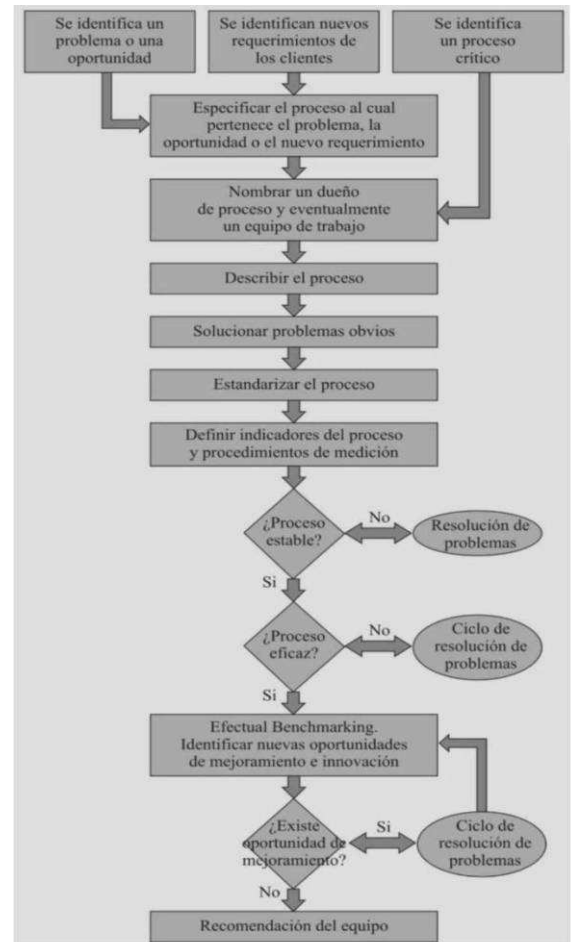 Se identifica un
problema o una
oportunidad
Se identifican nuevos
requerimientos de
los clientes
Se identifica
un proceso
crítico
Especificar el proceso al cual
pertenece el problema, la
oportunidad o el nuevo requerimiento
Nombrar un dueño
de proceso y eventualmente
un equipo de trabajo
Describir el proceso
Solucionar problemas obvios
Estandarizar el proceso
Definir indicadores del proceso
y procedimientos de medición
¿Proceso
estable?
No
Resolución de
problemas
Si
¿Proceso
eficaz?
No
Ciclo de
resolución de
problemas
Si
Efectual Benchmarking.
Identificar nuevas oportunidades
de mejoramiento e innovación
¿Existe
oportunidad de
mejoramiento?
Si
Ciclo de
resolución de
problemas
No
Recomendación del equipo